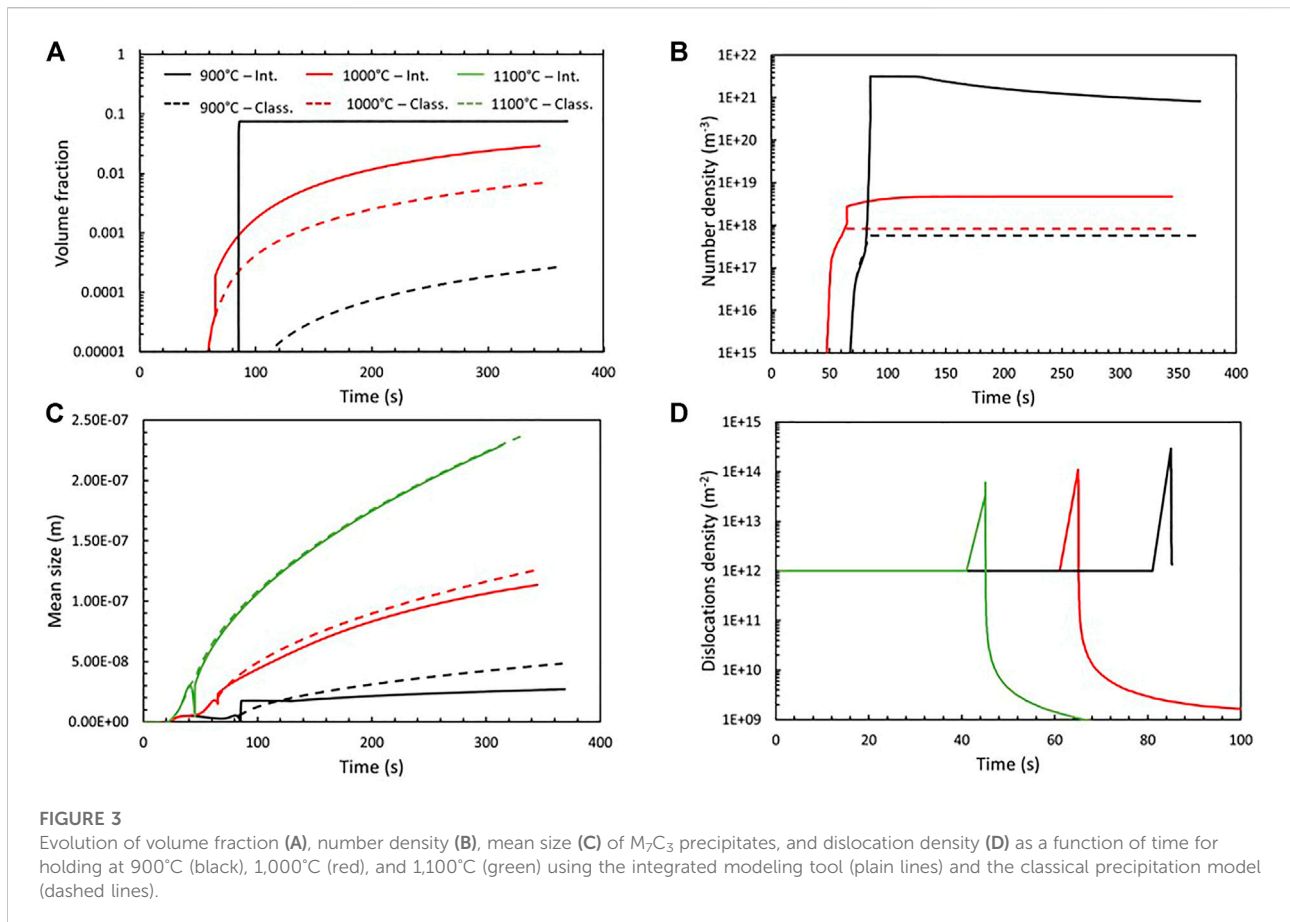 A
Volume fraction
1
0.1
0.01
0.001
0.0001
0.00001
900°C – Int.
1000°C – Int.
1100°C – Int.
900°C – Class.
1000°C – Class.
1100°C – Class.
0
100
200
300
400
Time (s)
B
Number density (m⁻³)
1E+22
1E+21
1E+20
1E+19
1E+18
1E+17
1E+16
1E+15
0
50
100
150
200
250
300
350
400
Time (s)
C
Mean size (m)
2.50E-07
2.00E-07
1.50E-07
1.00E-07
5.00E-08
0.00E+00
0
100
200
300
400
Time (s)
D
Dislocations density (m⁻²)
1E+15
1E+14
1E+13
1E+12
1E+11
1E+10
1E+09
0
20
40
60
80
100
Time (s)
FIGURE 3
Evolution of volume fraction (A), number density (B), mean size (C) of M₇C₃ precipitates, and dislocation density (D) as a function of time for
holding at 900°C (black), 1,000°C (red), and 1,100°C (green) using the integrated modeling tool (plain lines) and the classical precipitation model
(dashed lines).